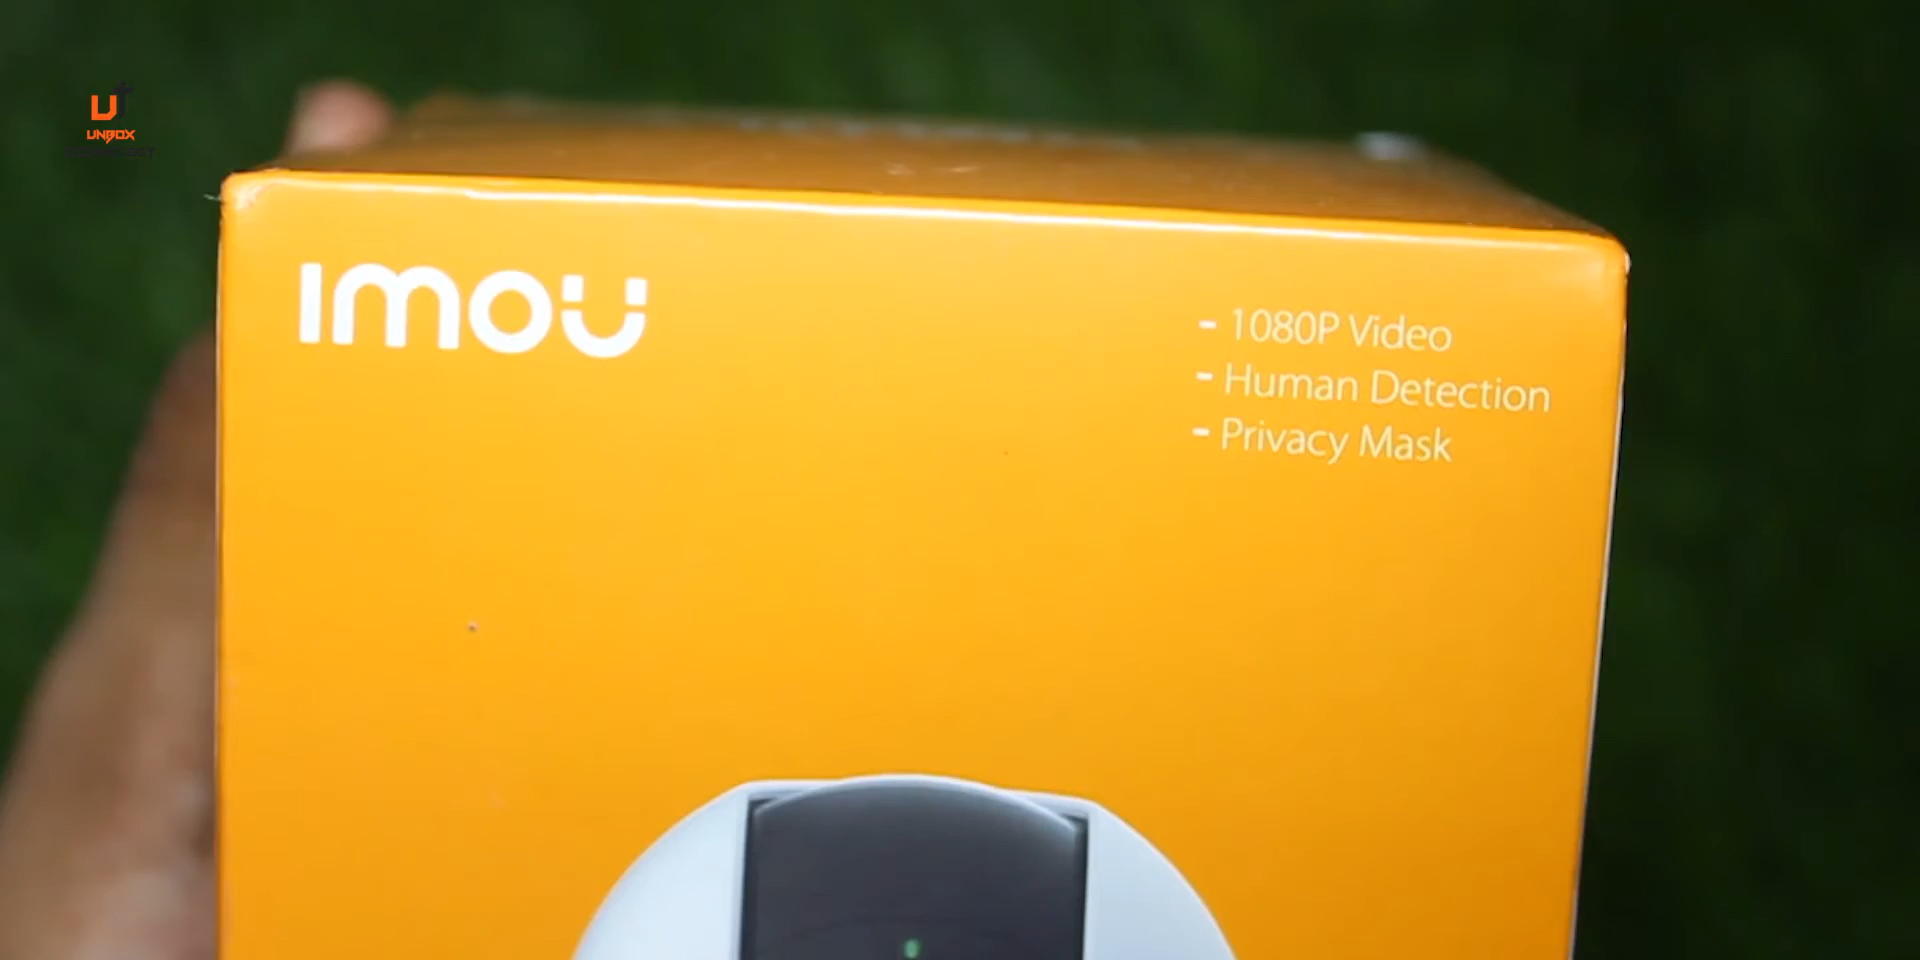 UNBOX
imou
- 1080P Video
- Human Detection
- Privacy Mask